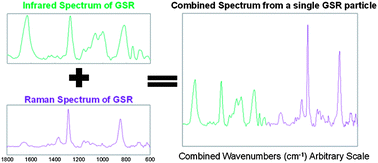 Infrared Spectrum of GSR
Combined Spectrum from a single GSR particle
Raman Spectrum of GSR
1800 1600 1400 1200 1000 800 600
Combined Wavenumbers (cm-1) Arbitrary Scale